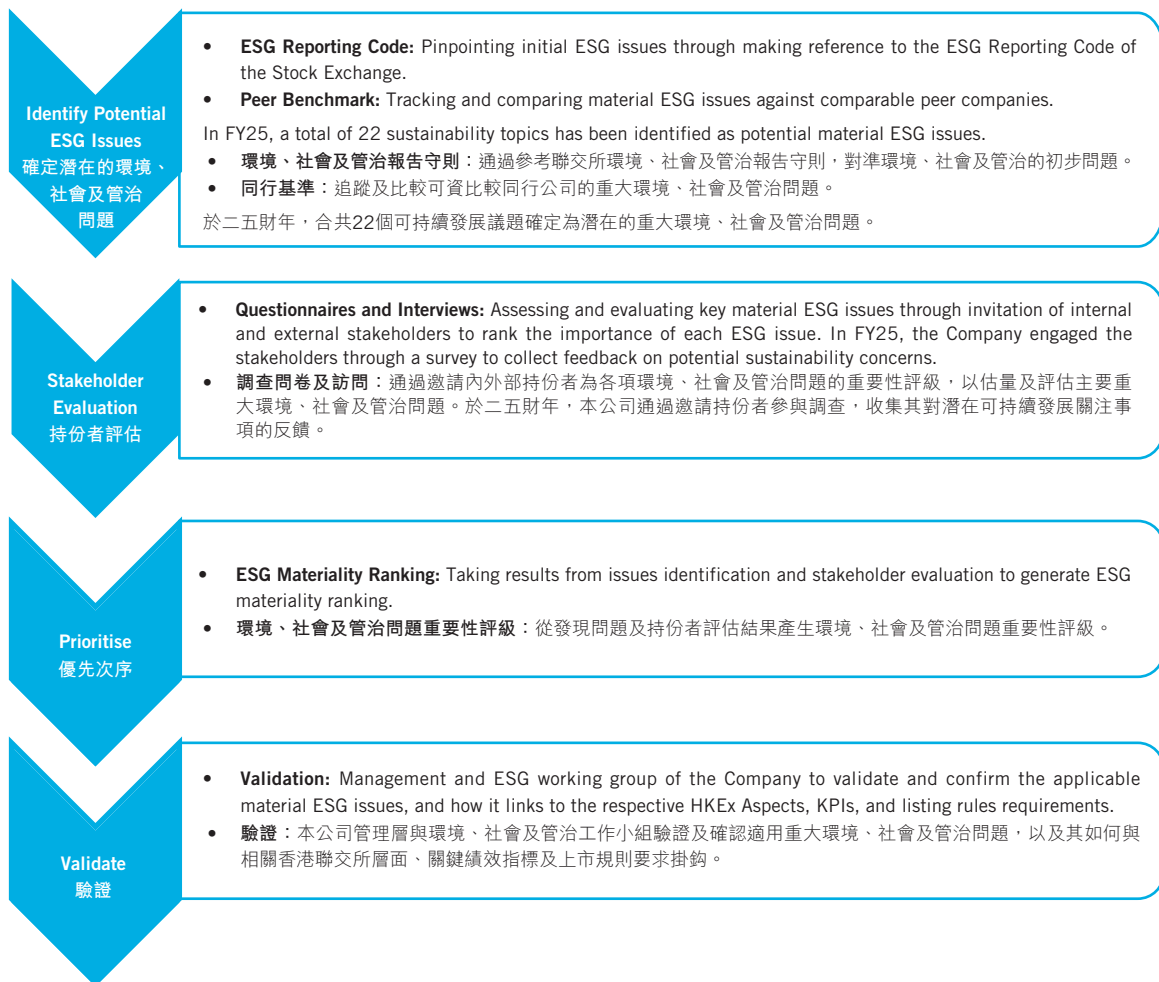 Identify Potential
ESG Issues
確定潛在的環境、
社會及管治
問題
• ESG Reporting Code: Pinpointing initial ESG issues through making reference to the ESG Reporting Code of
the Stock Exchange.
• Peer Benchmark: Tracking and comparing material ESG issues against comparable peer companies.
In FY25, a total of 22 sustainability topics has been identified as potential material ESG issues.
• 環境、社會及管治報告守則：通過參考聯交所環境、社會及管治報告守則，對準環境、社會及管治的初步問題。
• 同行基準：追蹤及比較可資比較同行公司的重大環境、社會及管治問題。
於二五財年，合共22個可持續發展議題確定為潛在的重大環境、社會及管治問題。
Stakeholder
Evaluation
持份者評估
• Questionnaires and Interviews: Assessing and evaluating key material ESG issues through invitation of internal
and external stakeholders to rank the importance of each ESG issue. In FY25, the Company engaged the
stakeholders through a survey to collect feedback on potential sustainability concerns.
• 調查問卷及訪問：通過邀請內外部持份者為各項環境、社會及管治問題的重要性評級，以估量及評估主要重
大環境、社會及管治問題。於二五財年，本公司通過邀請持份者參與調查，收集其對潛在可持續發展關注事
項的反饋。
Prioritise
優先次序
• ESG Materiality Ranking: Taking results from issues identification and stakeholder evaluation to generate ESG
materiality ranking.
• 環境、社會及管治問題重要性評級：從發現問題及持份者評估結果產生環境、社會及管治問題重要性評級。
Validate
驗證
• Validation: Management and ESG working group of the Company to validate and confirm the applicable
material ESG issues, and how it links to the respective HKEx Aspects, KPIs, and listing rules requirements.
• 驗證：本公司管理層與環境、社會及管治工作小組驗證及確認適用重大環境、社會及管治問題，以及其如何與
相關香港聯交所層面、關鍵績效指標及上市規則要求掛鈎。